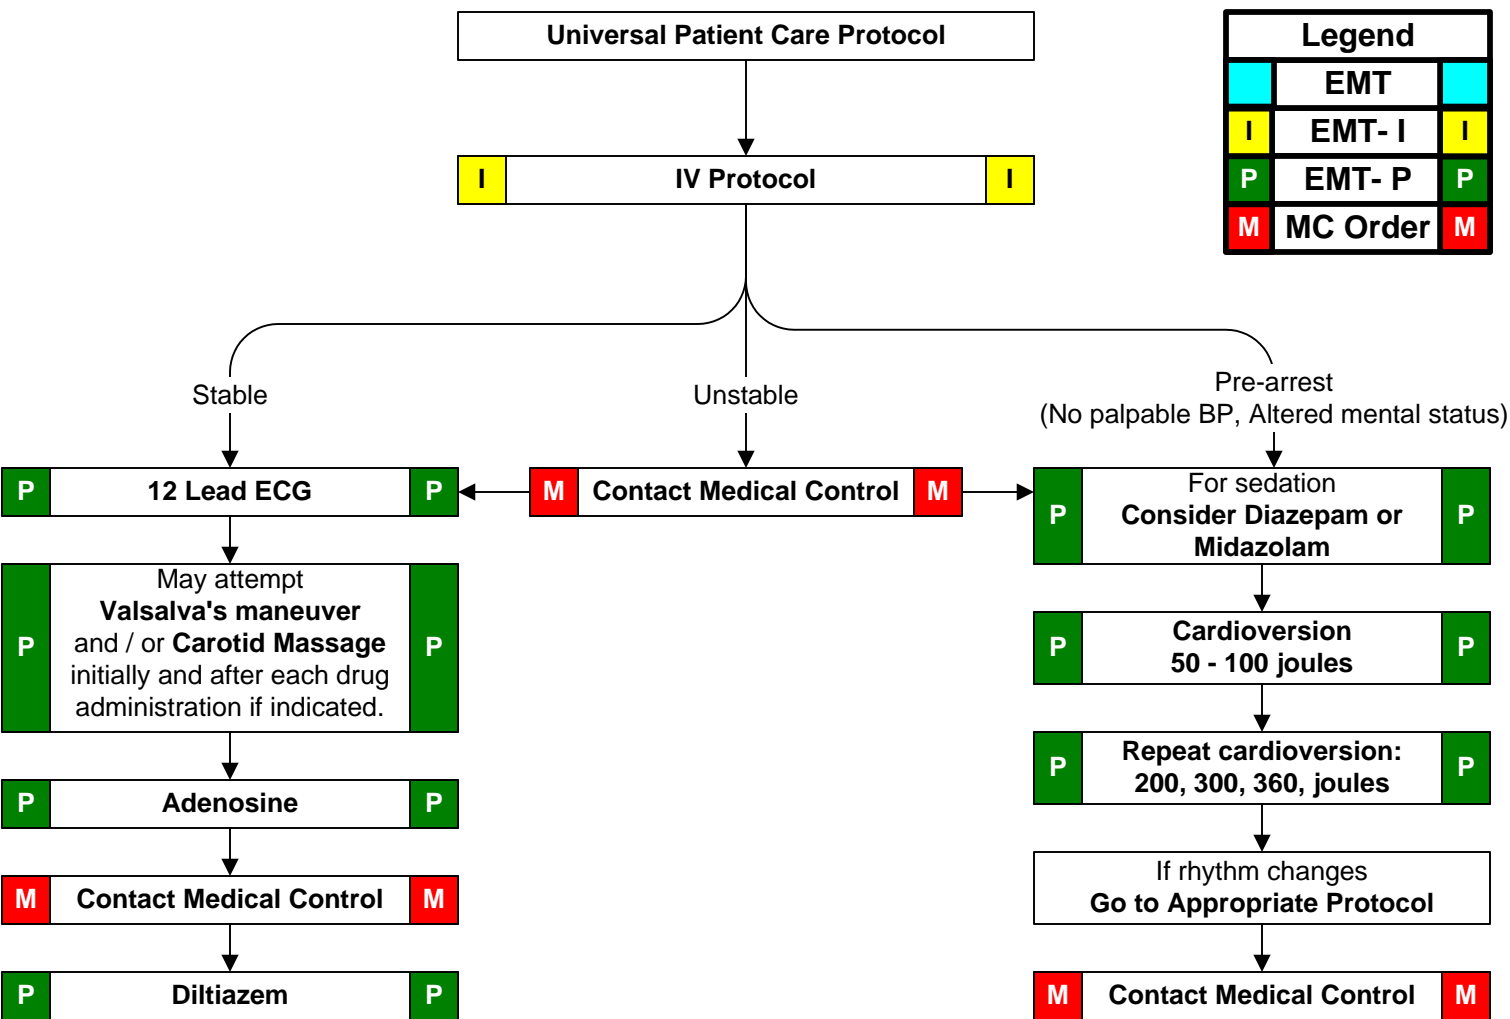 Universal Patient Care Protocol
Legend
EMT
I EMT- I I
P EMT- P P
M MC Order M
I IV Protocol I
Stable
Unstable
Pre-arrest
(No palpable BP, Altered mental status)
P 12 Lead ECG P
M Contact Medical Control M
For sedation
P Consider Diazepam or P
Midazolam
May attempt
Valsalva's maneuver
P and / or Carotid Massage P
initially and after each drug
administration if indicated.
Cardioversion
P 50 - 100 joules P
P Repeat cardioversion: P
200, 300, 360, joules
P Adenosine P
If rhythm changes
Go to Appropriate Protocol
M Contact Medical Control M
P Diltiazem P
M Contact Medical Control M